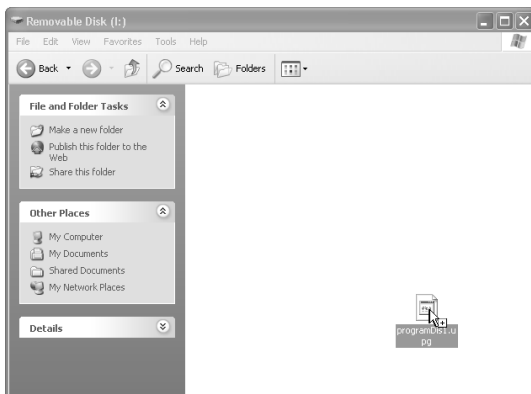 Removable Disk (I:)
File Edit View Favorites Tools Help
Back Search Folders
File and Folder Tasks
Make a new folder
Publish this folder to the
Web
Share this folder
Other Places
My Computer
My Documents
Shared Documents
My Network Places
Details
programDist.u
pg